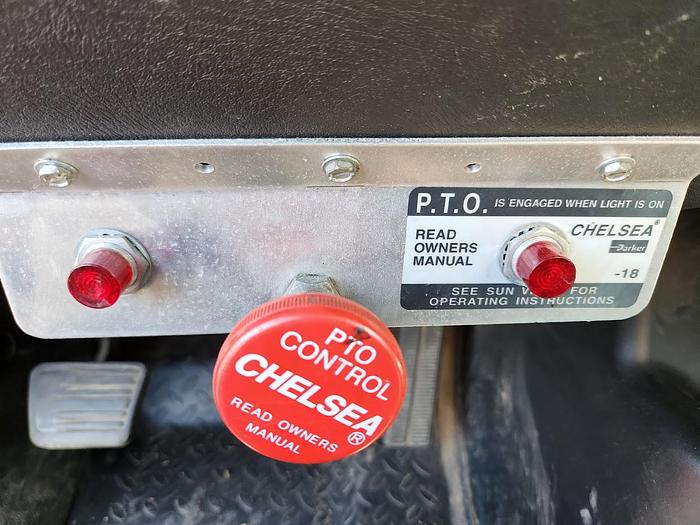 P.T.O. IS ENGAGED WHEN LIGHT IS ON
READ
OWNERS
MANUAL
CHELSEA®
Parker
-18
SEE SUN FOR
OPERATING INSTRUCTIONS
PTO
CONTROL
CHELSEA®
READ OWNERS
MANUAL